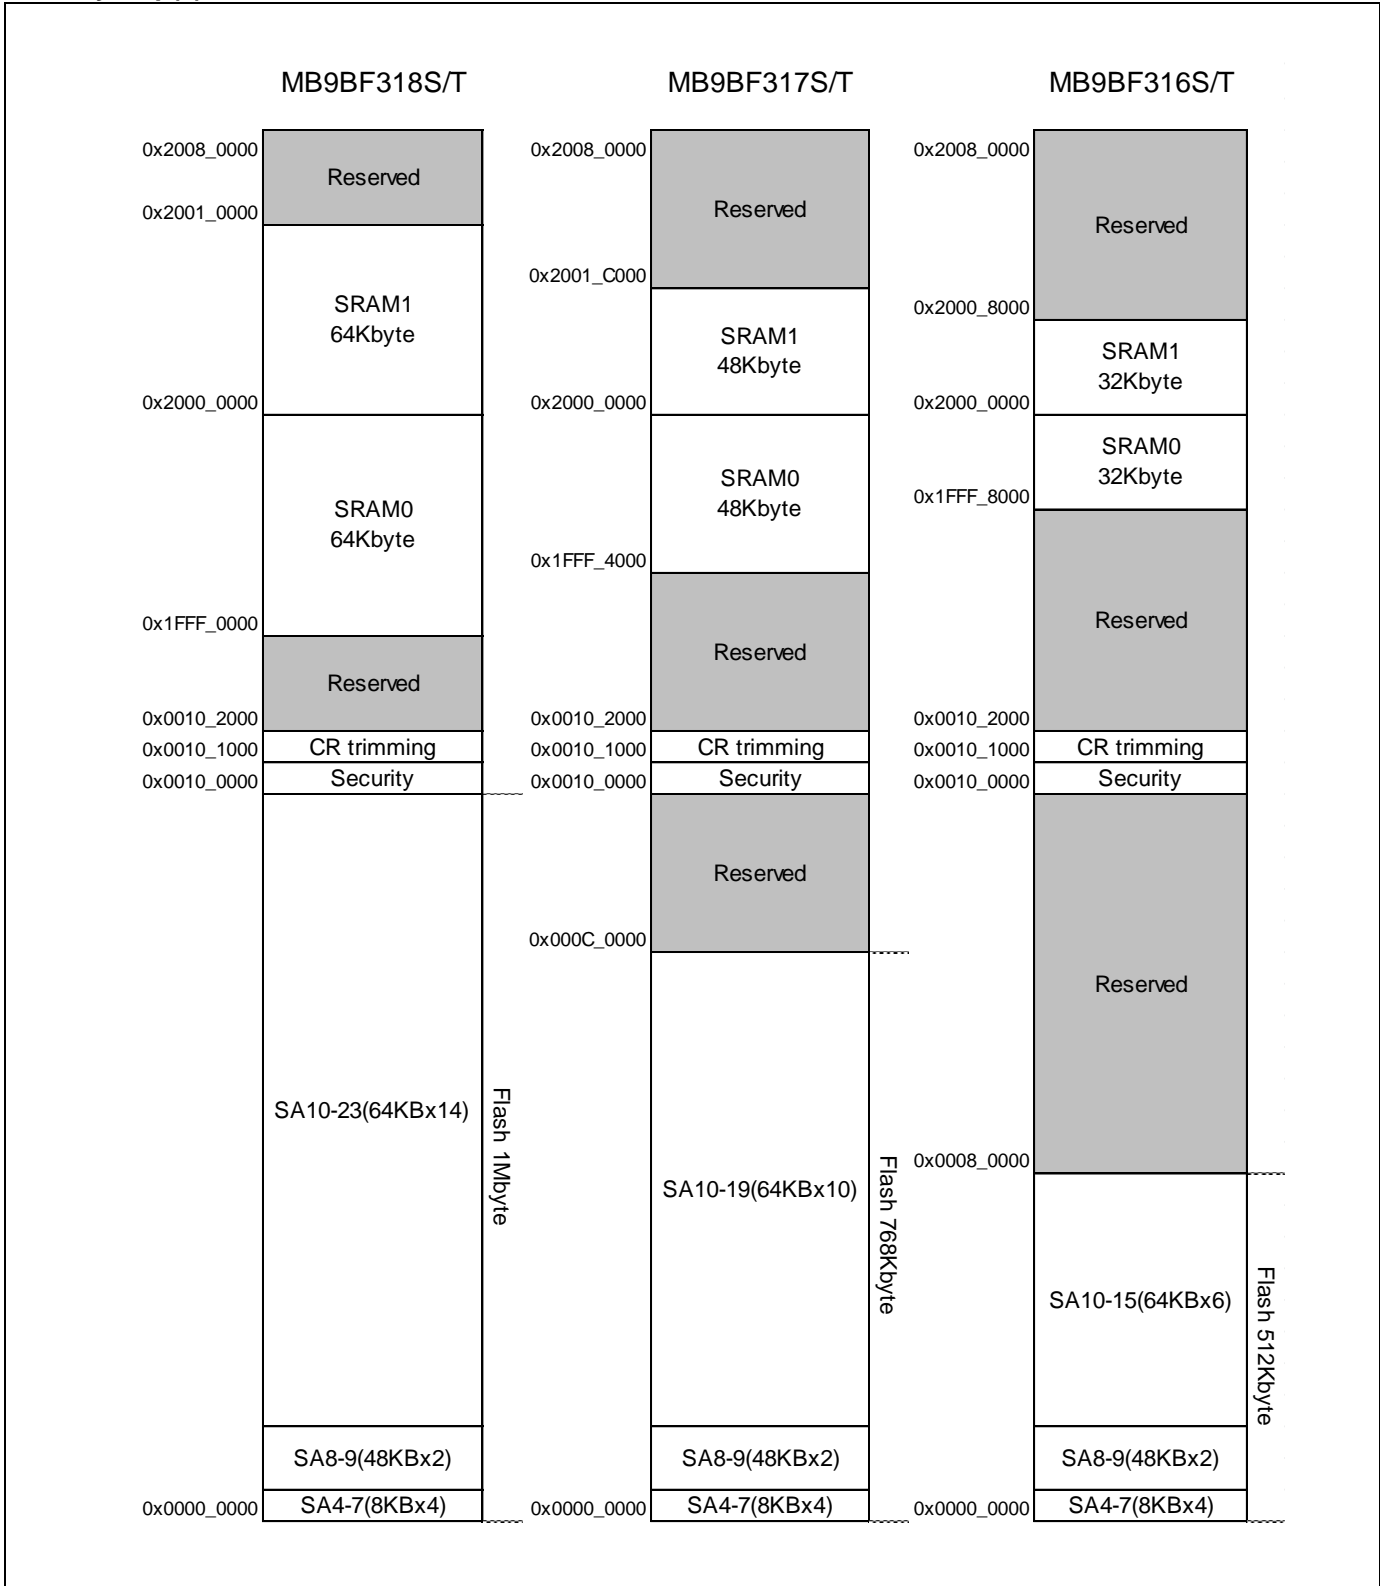 MB9BF318S/T
0x2008_0000
Reserved
0x2001_0000
SRAM1
64Kbyte
0x2000_0000
SRAM0
64Kbyte
0x1FFF_0000
Reserved
0x0010_2000
CR trimming
0x0010_1000
Security
0x0010_0000
SA10-23(64KBx14)
Flash 1Mbyte
SA8-9(48KBx2)
SA4-7(8KBx4)
0x0000_0000
MB9BF317S/T
0x2008_0000
Reserved
0x2001_C000
SRAM1
48Kbyte
0x2000_0000
SRAM0
48Kbyte
0x1FFF_4000
Reserved
0x0010_2000
CR trimming
0x0010_1000
Security
0x0010_0000
Reserved
0x000C_0000
SA10-19(64KBx10)
Flash 768Kbyte
SA8-9(48KBx2)
SA4-7(8KBx4)
0x0000_0000
MB9BF316S/T
0x2008_0000
Reserved
0x2000_8000
SRAM1
32Kbyte
0x2000_0000
SRAM0
32Kbyte
0x1FFF_8000
Reserved
0x0010_2000
CR trimming
0x0010_1000
Security
0x0010_0000
Reserved
0x0008_0000
SA10-15(64KBx6)
Flash 512Kbyte
SA8-9(48KBx2)
SA4-7(8KBx4)
0x0000_0000